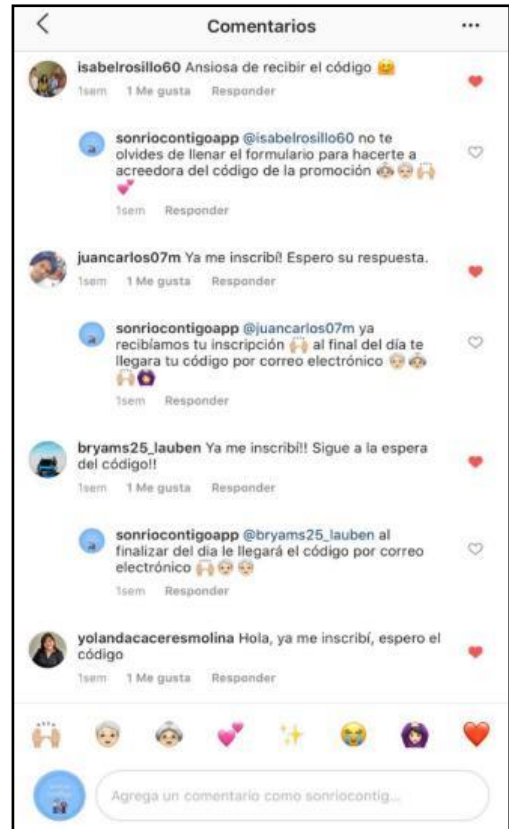 Comentarios
isabelrosillo60 Ansiosa de recibir el código 🤗
1sem 1 Me gusta Responder
sonriocontigoapp @isabelrosillo60 no te
olvides de llenar el formulario para hacerte a
acreedora del código de la promoción 👵🏻👴🏻🙌🏻
💕
1sem Responder
juancarlos07m Ya me inscribí! Espero su respuesta.
1sem 1 Me gusta Responder
sonriocontigoapp @juancarlos07m ya
recibíamos tu inscripción 🙌🏻 al final del día te
llegara tu código por correo electrónico 👴🏻👵🏻
🙌🏻🙆🏻‍♀️
1sem Responder
bryams25_lauben Ya me inscribí!! Sigue a la espera
del código!!
1sem 1 Me gusta Responder
sonriocontigoapp @bryams25_lauben al
finalizar del dia le llegará el código por correo
electrónico 🙌🏻👴🏻👴🏻
1sem Responder
yolandacaceresmolina Hola, ya me inscribí, espero el
código
1sem 1 Me gusta Responder
Agrega un comentario como sonriocontig...